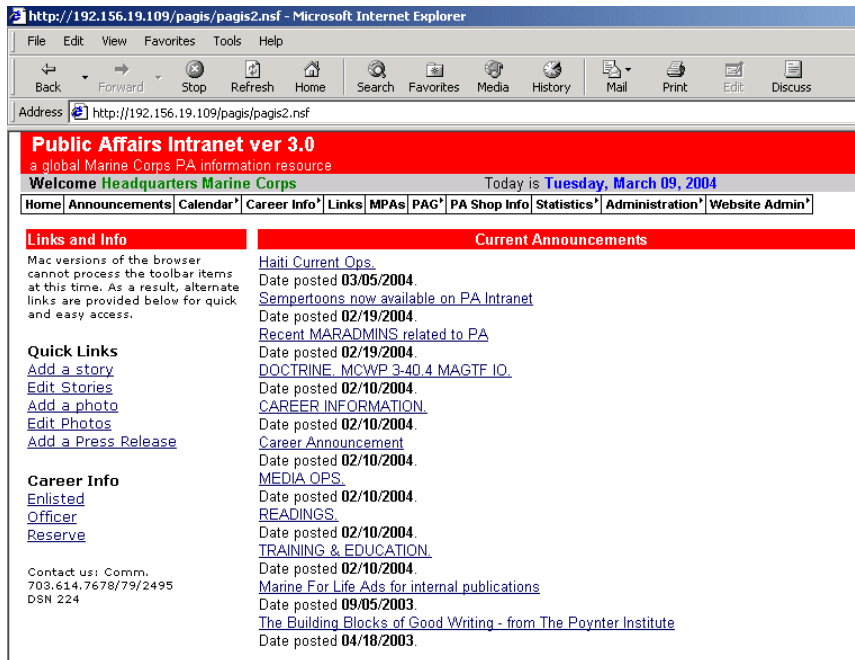 http://192.156.19.109/pagis/pagis2.nsf - Microsoft Internet Explorer
File Edit View Favorites Tools Help
Back Forward Stop Refresh Home Search Favorites Media History Mail Print Edit Discuss
Address http://192.156.19.109/pagis/pagis2.nsf
Public Affairs Intranet ver 3.0
a global Marine Corps PA information resource
Welcome Headquarters Marine Corps Today is Tuesday, March 09, 2004
Home Announcements Calendar Career Info Links MPAs PAG PA Shop Info Statistics Administration Website Admin
Links and Info
Mac versions of the browser
cannot process the toolbar items
at this time. As a result, alternate
links are provided below for quick
and easy access.
Quick Links
Add a story
Edit Stories
Add a photo
Edit Photos
Add a Press Release
Career Info
Enlisted
Officer
Reserve
Contact us: Comm.
703.614.7678/79/2495
DSN 224
Current Announcements
Haiti Current Ops.
Date posted 03/05/2004.
Sempertoons now available on PA Intranet
Date posted 02/19/2004.
Recent MARADMINS related to PA
Date posted 02/19/2004.
DOCTRINE. MCWP 3-40.4 MAGTF IO.
Date posted 02/10/2004.
CAREER INFORMATION.
Date posted 02/10/2004.
Career Announcement
Date posted 02/10/2004.
MEDIA OPS.
Date posted 02/10/2004.
READINGS.
Date posted 02/10/2004.
TRAINING & EDUCATION.
Date posted 02/10/2004.
Marine For Life Ads for internal publications
Date posted 09/05/2003.
The Building Blocks of Good Writing - from The Poynter Institute
Date posted 04/18/2003.